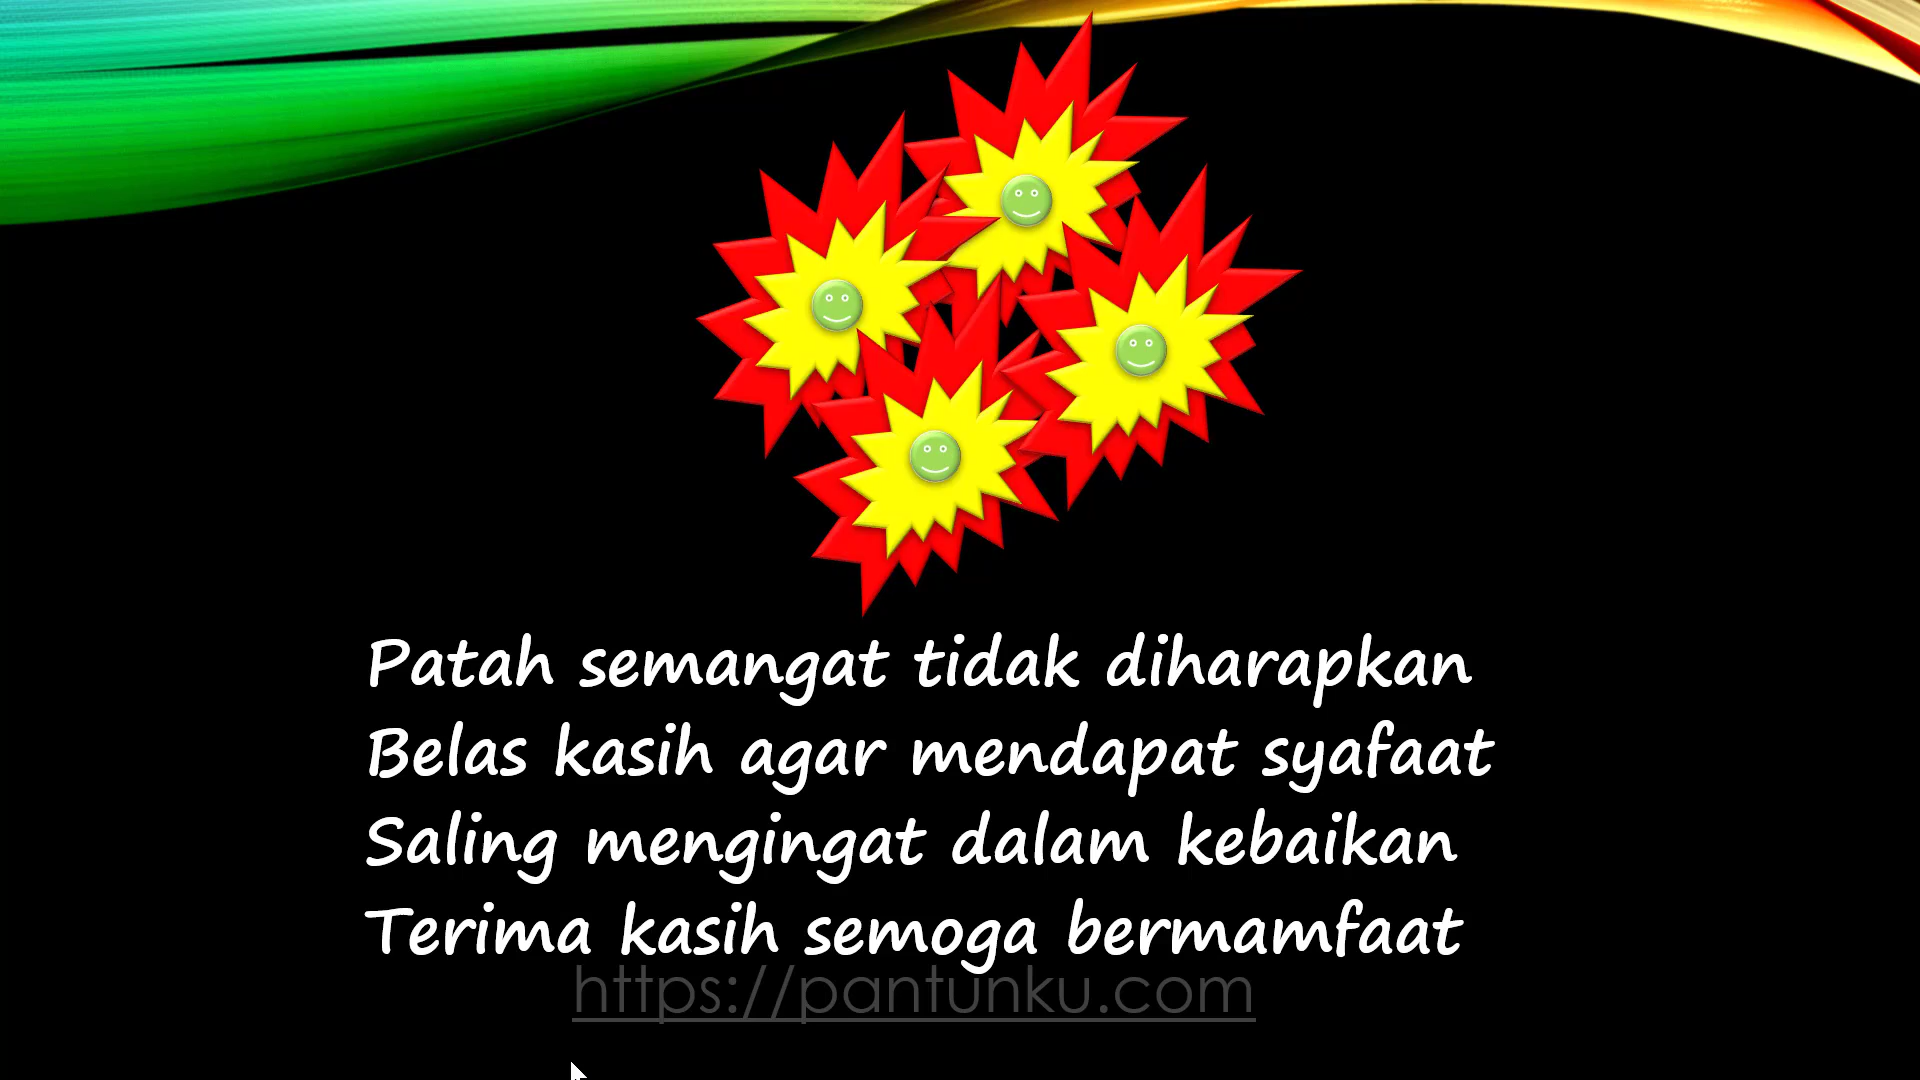 Patah semangat tidak diharapkan
Belas kasih agar mendapat syafaat
Saling mengingat dalam kebaikan
Terima kasih semoga bermamfaat
https://pantunku.com